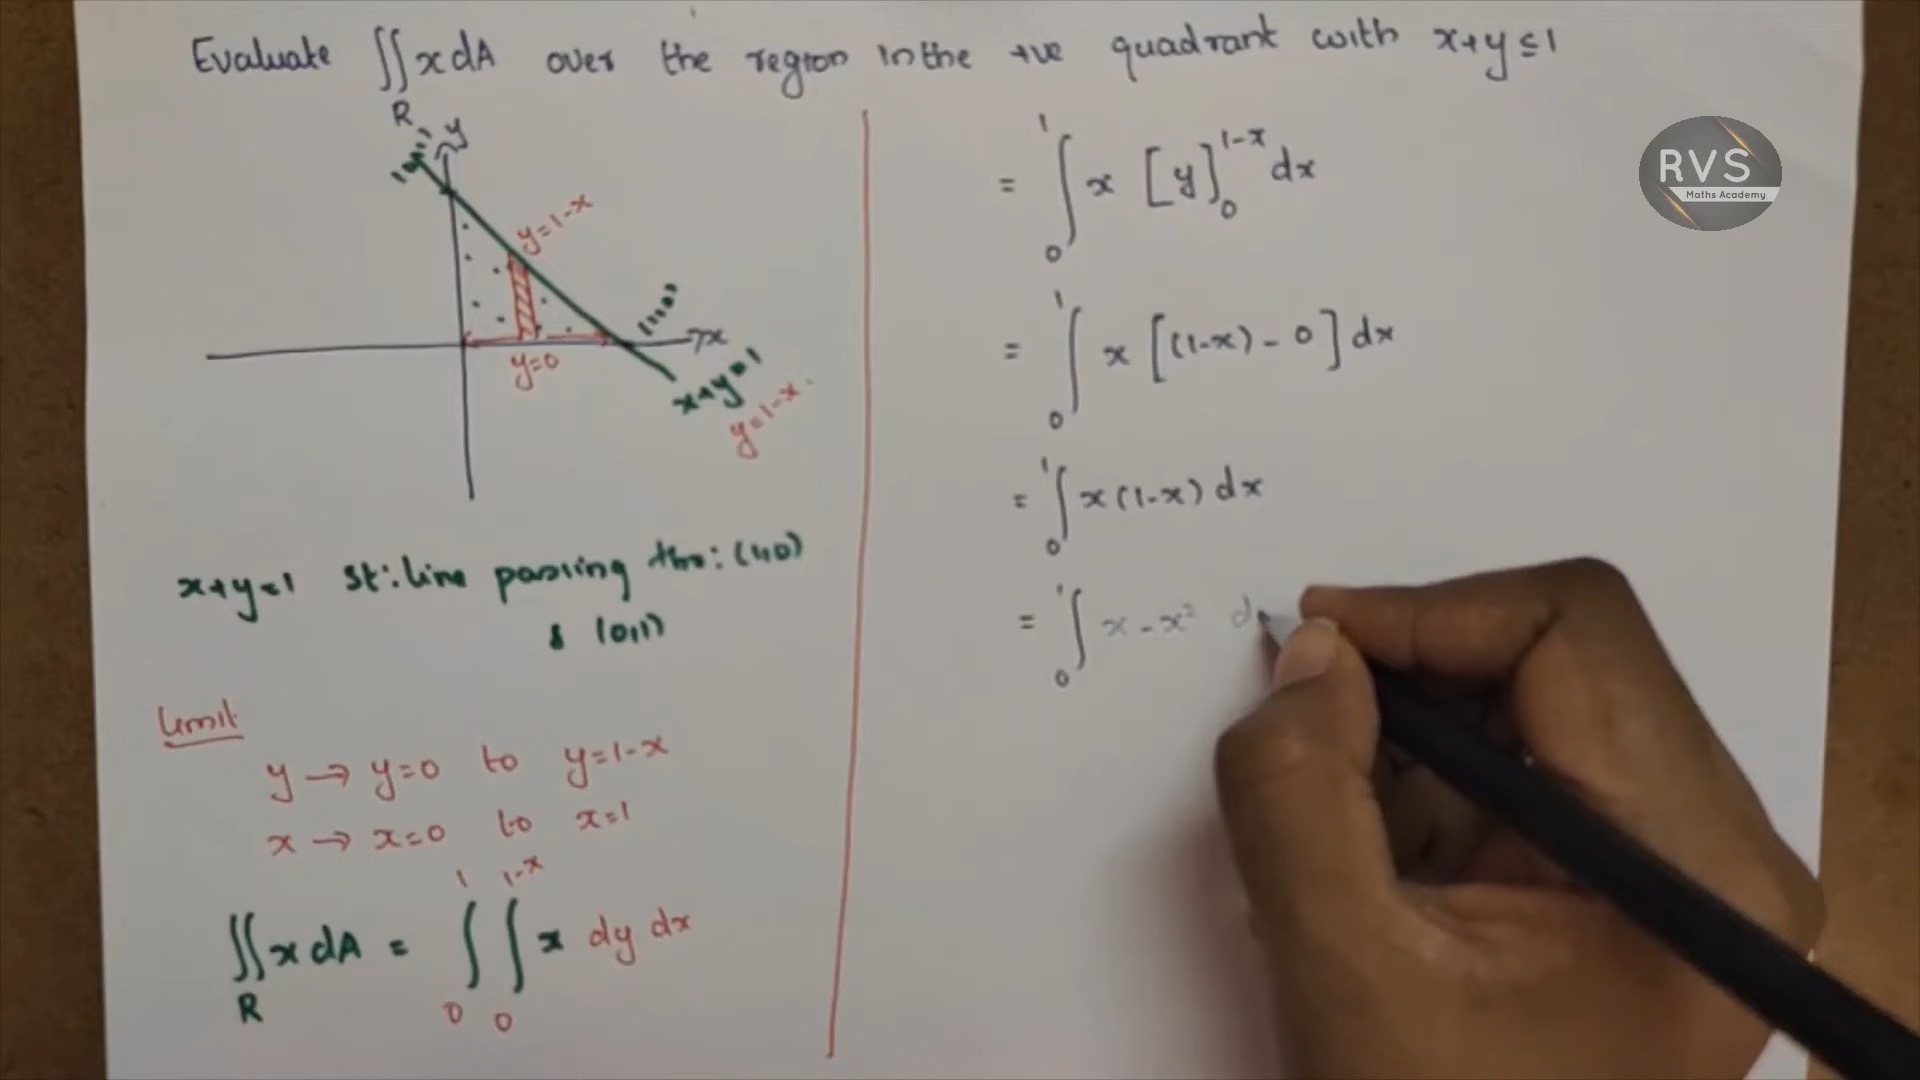 Evaluate ∬ x dA over the region in the +ve quadrant with x+y ≤ 1
R
y
(0,1)
y=1-x
(1,0)
x
y=0
x+y=1
y=1-x
x+y=1 St: line passing thro: (1,0)
& (0,1)
Limit
y → y=0 to y=1-x
x → x=0 to x=1
∬ x dA = ∫₀¹ ∫₀¹⁻ˣ x dy dx
R
= ∫₀¹ x [y]₀¹⁻ˣ dx
= ∫₀¹ x [(1-x) - 0] dx
= ∫₀¹ x(1-x) dx
= ∫₀¹ x - x² d
RVS
Maths Academy